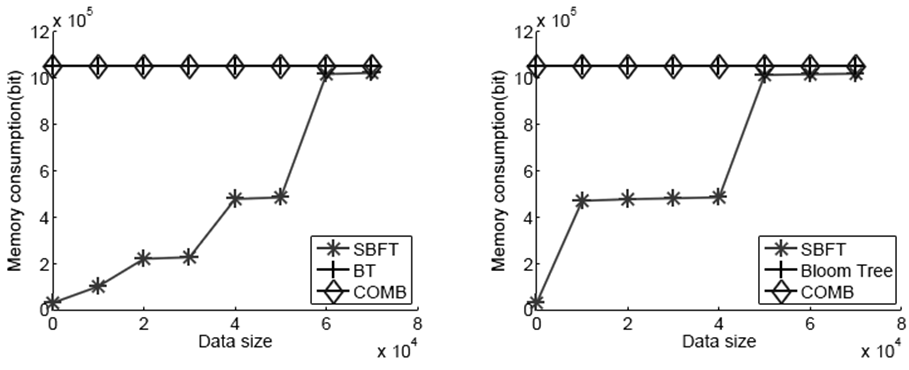 x 10^5
12
10
8
6
4
2
0
Memory consumption(bit)
SBFT
BT
COMB
0
2
4
6
8
Data size
x 10^4
x 10^5
12
10
8
6
4
2
0
Memory consumption(bit)
SBFT
Bloom Tree
COMB
0
2
4
6
8
Data size
x 10^4